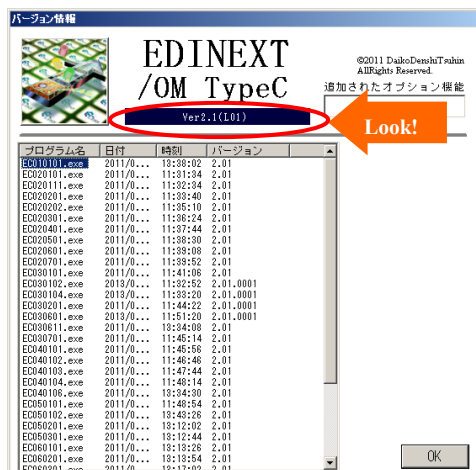 バージョン情報
EDINEXT
/OM TypeC
Ver2.1(L01)
©2011 DaikoDenshiTsuhin
AllRights Reserved.
追加されたオプション機能
Look!
プログラム名 日付 時刻 バージョン
EC010101.exe 2011/0... 13:38:02 2.01
EC020101.exe 2011/0... 11:31:34 2.01
EC020111.exe 2011/0... 11:32:34 2.01
EC020201.exe 2011/0... 11:33:40 2.01
EC020202.exe 2011/0... 11:35:10 2.01
EC020301.exe 2011/0... 11:36:24 2.01
EC020401.exe 2011/0... 11:37:44 2.01
EC020501.exe 2011/0... 11:38:30 2.01
EC020601.exe 2011/0... 11:39:08 2.01
EC020701.exe 2011/0... 11:39:52 2.01
EC030101.exe 2011/0... 11:41:06 2.01
EC030102.exe 2013/0... 11:32:52 2.01.0001
EC030104.exe 2013/0... 11:33:20 2.01.0001
EC030201.exe 2013/0... 11:44:22 2.01.0001
EC030601.exe 2013/0... 11:51:20 2.01.0001
EC030611.exe 2011/0... 13:34:08 2.01
EC030701.exe 2011/0... 11:45:14 2.01
EC040101.exe 2011/0... 11:45:56 2.01
EC040102.exe 2011/0... 11:46:46 2.01
EC040103.exe 2011/0... 11:47:44 2.01
EC040104.exe 2011/0... 11:48:14 2.01
EC040106.exe 2011/0... 13:34:30 2.01
EC050101.exe 2011/0... 11:48:54 2.01
EC050102.exe 2011/0... 13:43:26 2.01
EC050201.exe 2011/0... 13:12:02 2.01
EC050301.exe 2011/0... 13:12:44 2.01
EC060101.exe 2011/0... 13:13:26 2.01
EC060201.exe 2011/0... 13:13:54 2.01
OK